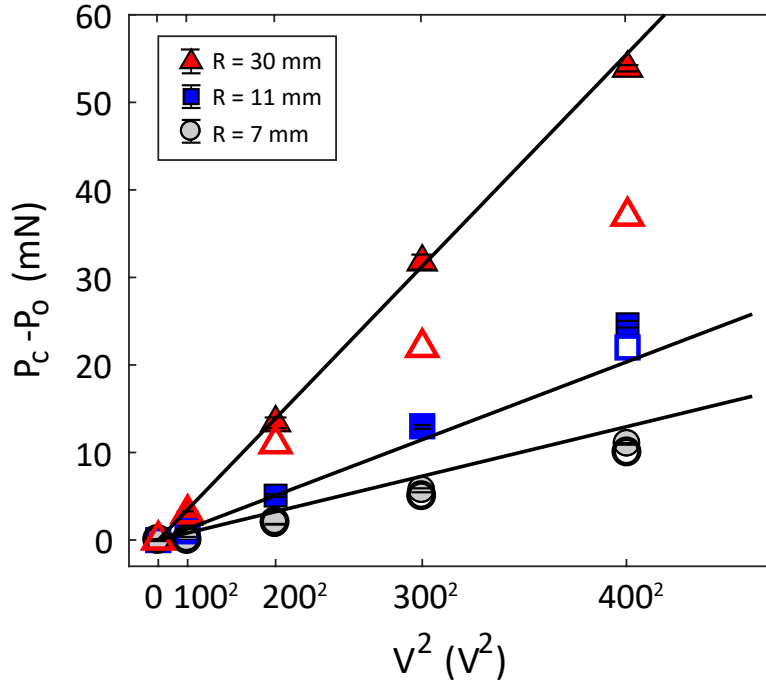 60
50
40
30
20
10
0
P_c -P_o (mN)
R = 30 mm
R = 11 mm
R = 7 mm
0 100² 200² 300² 400²
V² (V²)